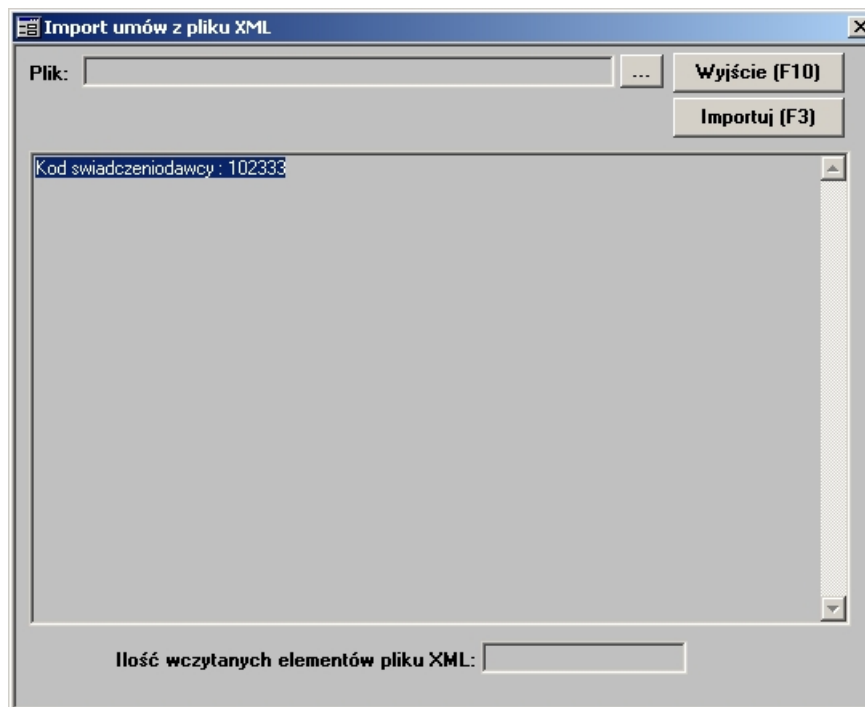 Import umów z pliku XML
Plik: ... Wyjście (F10)
Importuj (F3)
Kod swiadczeniodawcy : 102333
Ilość wczytanych elementów pliku XML: